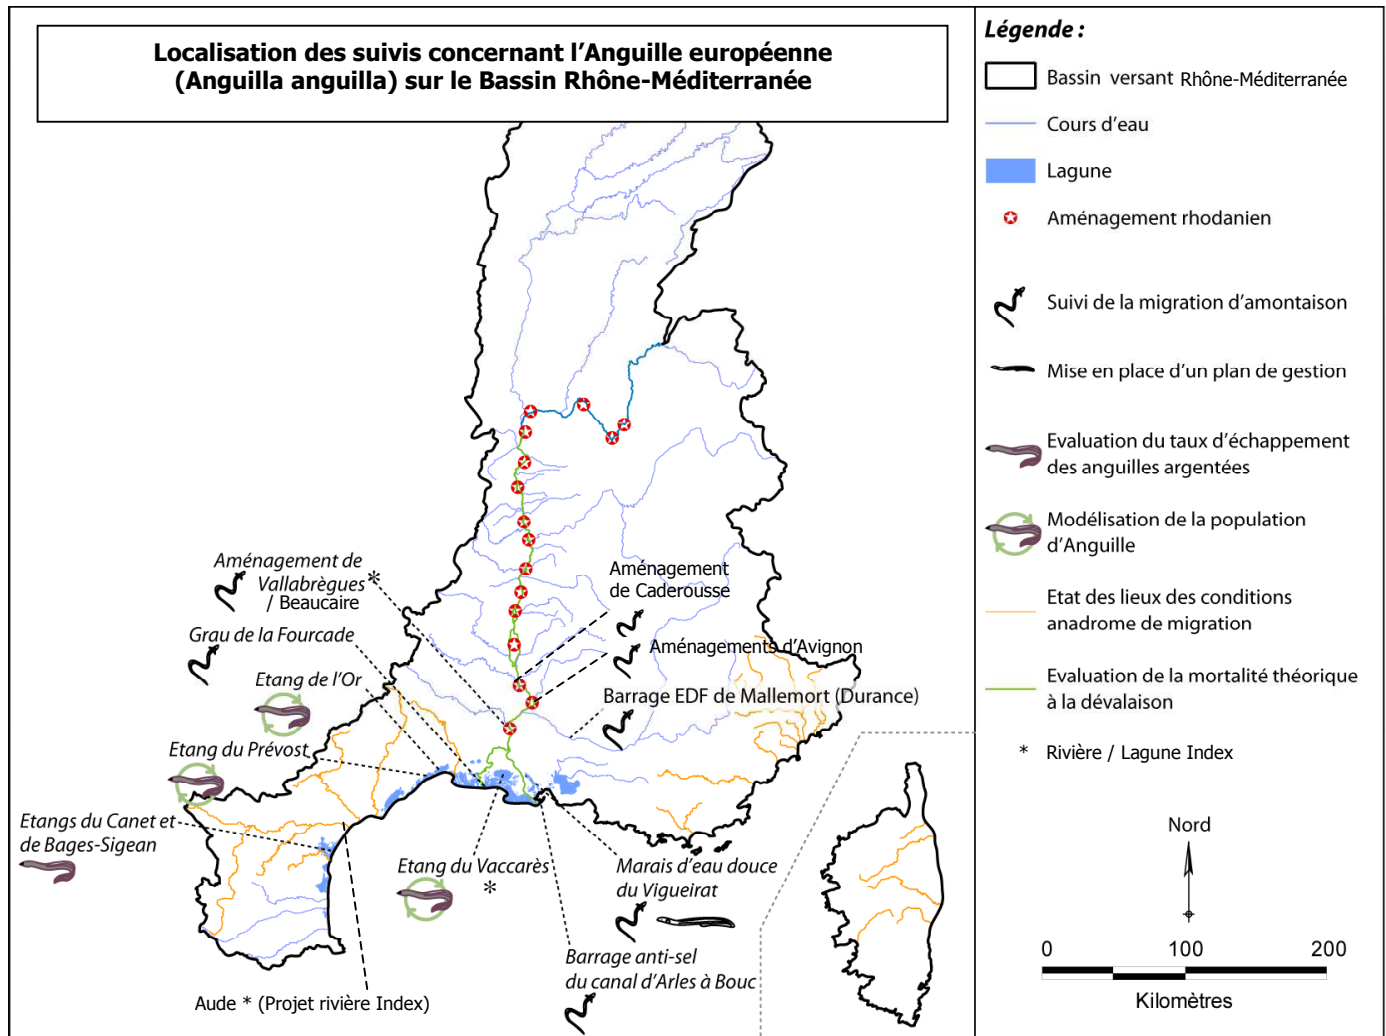 Localisation des suivis concernant l’Anguille européenne
(Anguilla anguilla) sur le Bassin Rhône-Méditerranée
Légende :
Bassin versant Rhône-Méditerranée
Cours d’eau
Lagune
Aménagement rhodanien
Suivi de la migration d’amontaison
Mise en place d’un plan de gestion
Evaluation du taux d’échappement
des anguilles argentées
Modélisation de la population
d’Anguille
Etat des lieux des conditions
anadrome de migration
Evaluation de la mortalité théorique
à la dévalaison
* Rivière / Lagune Index
Nord
0 100 200
Kilomètres
Aménagement de
Vallabrègues *
/ Beaucaire
Grau de la Fourcade
Etang de l’Or
Etang du Prévost
Etangs du Canet et
de Bages-Sigean
Aude * (Projet rivière Index)
Aménagement
de Caderousse
Aménagements d’Avignon
Barrage EDF de Mallemort (Durance)
Etang du Vaccarès
*
Marais d’eau douce
du Vigueirat
Barrage anti-sel
du canal d’Arles à Bouc